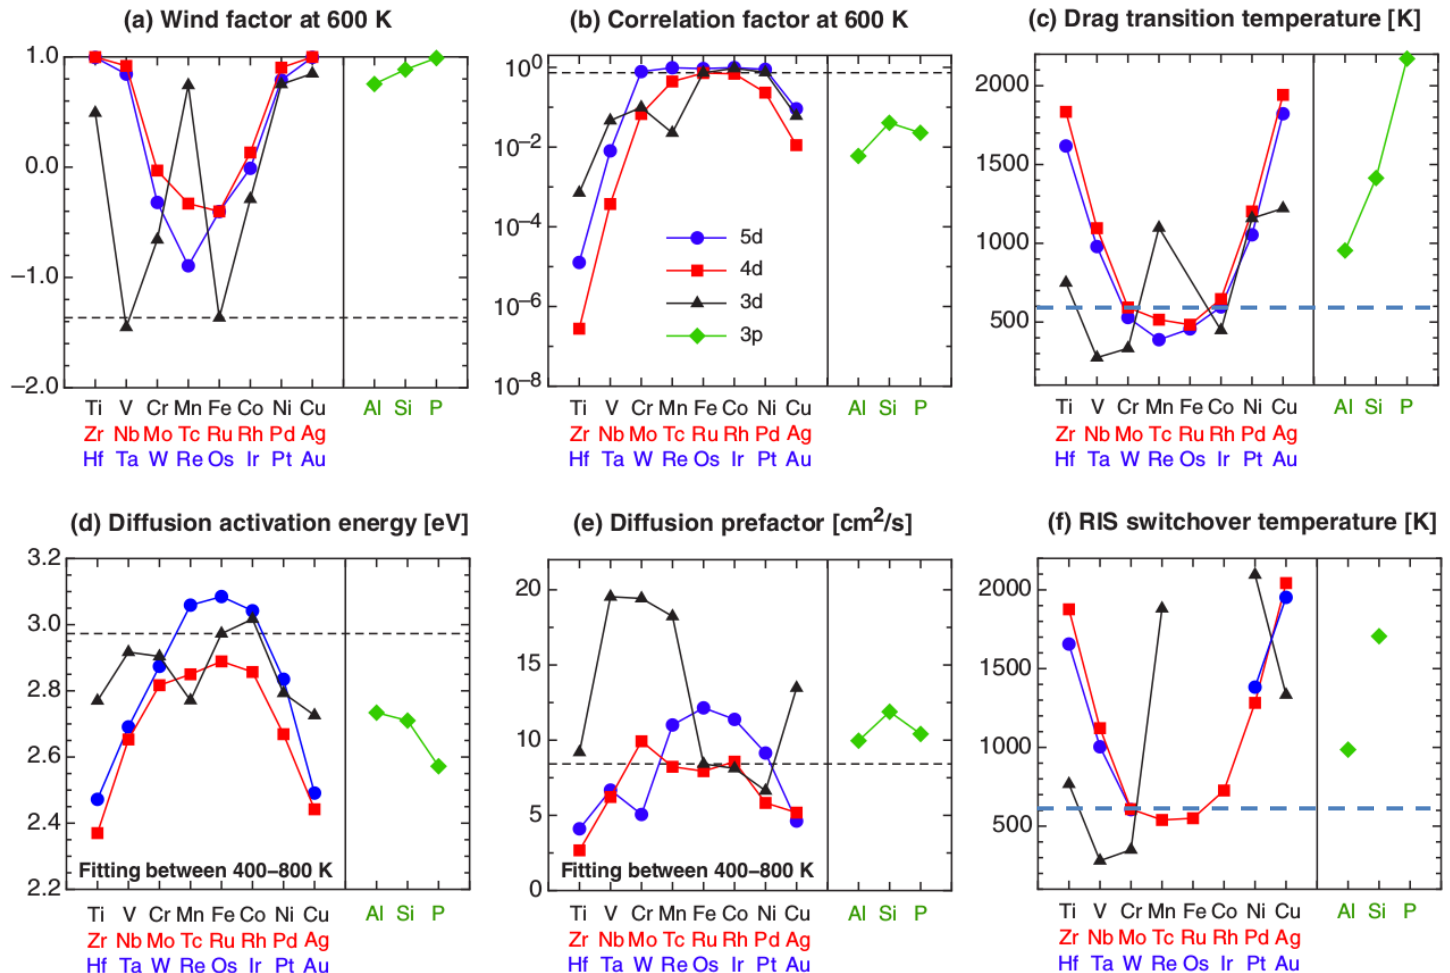 (a) Wind factor at 600 K
1.0
0.0
−1.0
−2.0
Ti V Cr Mn Fe Co Ni Cu Al Si P
Zr Nb Mo Tc Ru Rh Pd Ag
Hf Ta W Re Os Ir Pt Au
(b) Correlation factor at 600 K
10⁰
10⁻²
10⁻⁴
10⁻⁶
10⁻⁸
5d
4d
3d
3p
Ti V Cr Mn Fe Co Ni Cu Al Si P
Zr Nb Mo Tc Ru Rh Pd Ag
Hf Ta W Re Os Ir Pt Au
(c) Drag transition temperature [K]
2000
1500
1000
500
Ti V Cr Mn Fe Co Ni Cu Al Si P
Zr Nb Mo Tc Ru Rh Pd Ag
Hf Ta W Re Os Ir Pt Au
(d) Diffusion activation energy [eV]
3.2
3.0
2.8
2.6
2.4
2.2
Fitting between 400–800 K
Ti V Cr Mn Fe Co Ni Cu Al Si P
Zr Nb Mo Tc Ru Rh Pd Ag
Hf Ta W Re Os Ir Pt Au
(e) Diffusion prefactor [cm²/s]
20
15
10
5
0
Fitting between 400–800 K
Ti V Cr Mn Fe Co Ni Cu Al Si P
Zr Nb Mo Tc Ru Rh Pd Ag
Hf Ta W Re Os Ir Pt Au
(f) RIS switchover temperature [K]
2000
1500
1000
500
Ti V Cr Mn Fe Co Ni Cu Al Si P
Zr Nb Mo Tc Ru Rh Pd Ag
Hf Ta W Re Os Ir Pt Au